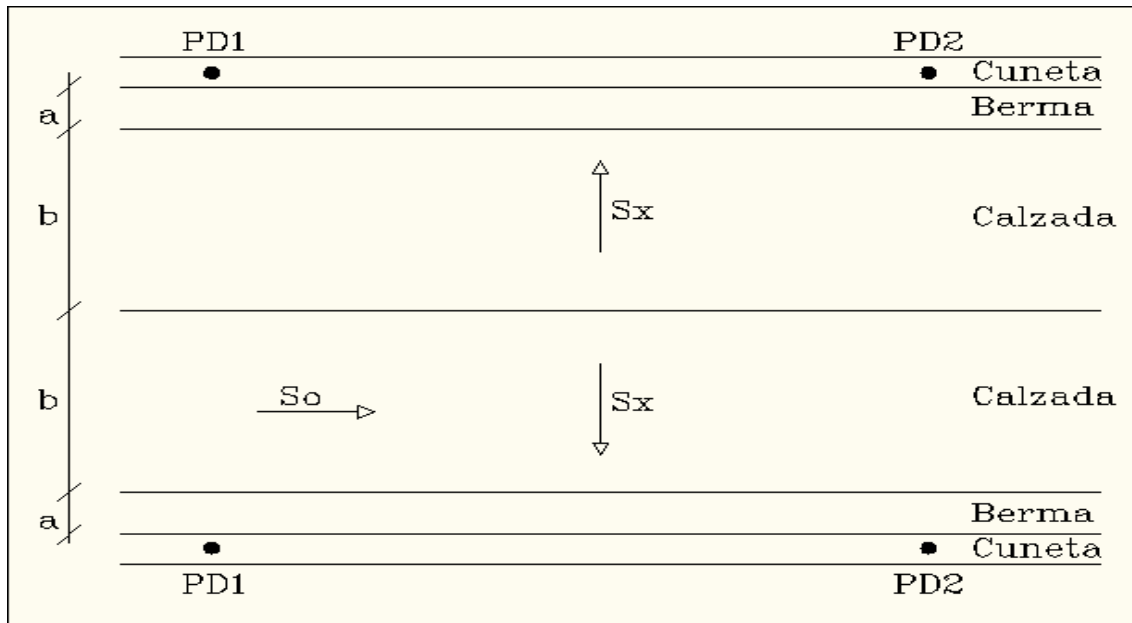 PD1 PD2
Cuneta
a Berma
b Sx Calzada
b So Sx Calzada
a Berma
Cuneta
PD1 PD2